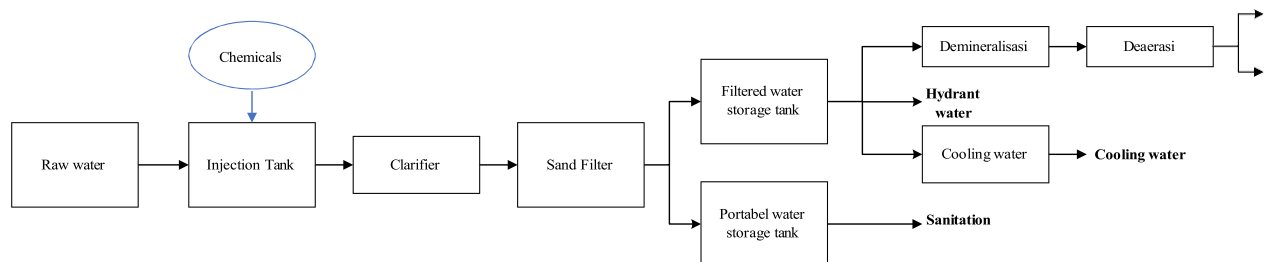 Chemicals
Raw water
Injection Tank
Clarifier
Sand Filter
Filtered water
storage tank
Portabel water
storage tank
Demineralisasi
Deaerasi
Hydrant
water
Cooling water
Cooling water
Sanitation